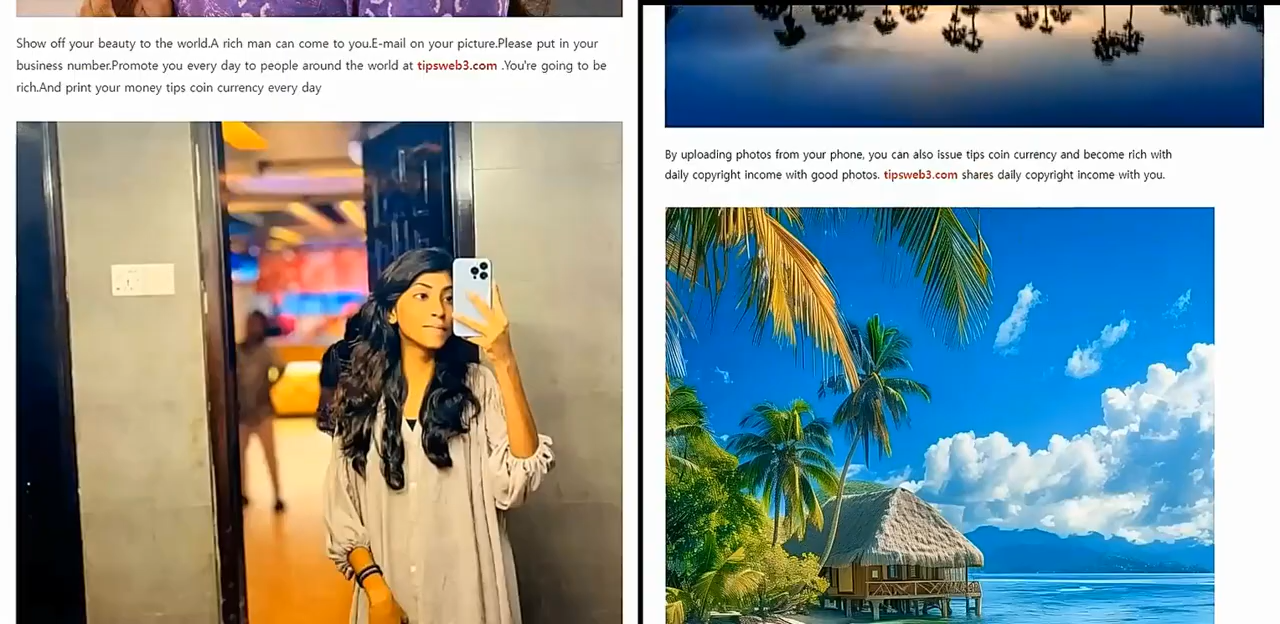 Show off your beauty to the world.A rich man can come to you.E-mail on your picture.Please put in your
business number.Promote you every day to people around the world at tipsweb3.com .You're going to be
rich.And print your money tips coin currency every day
By uploading photos from your phone, you can also issue tips coin currency and become rich with
daily copyright income with good photos. tipsweb3.com shares daily copyright income with you.